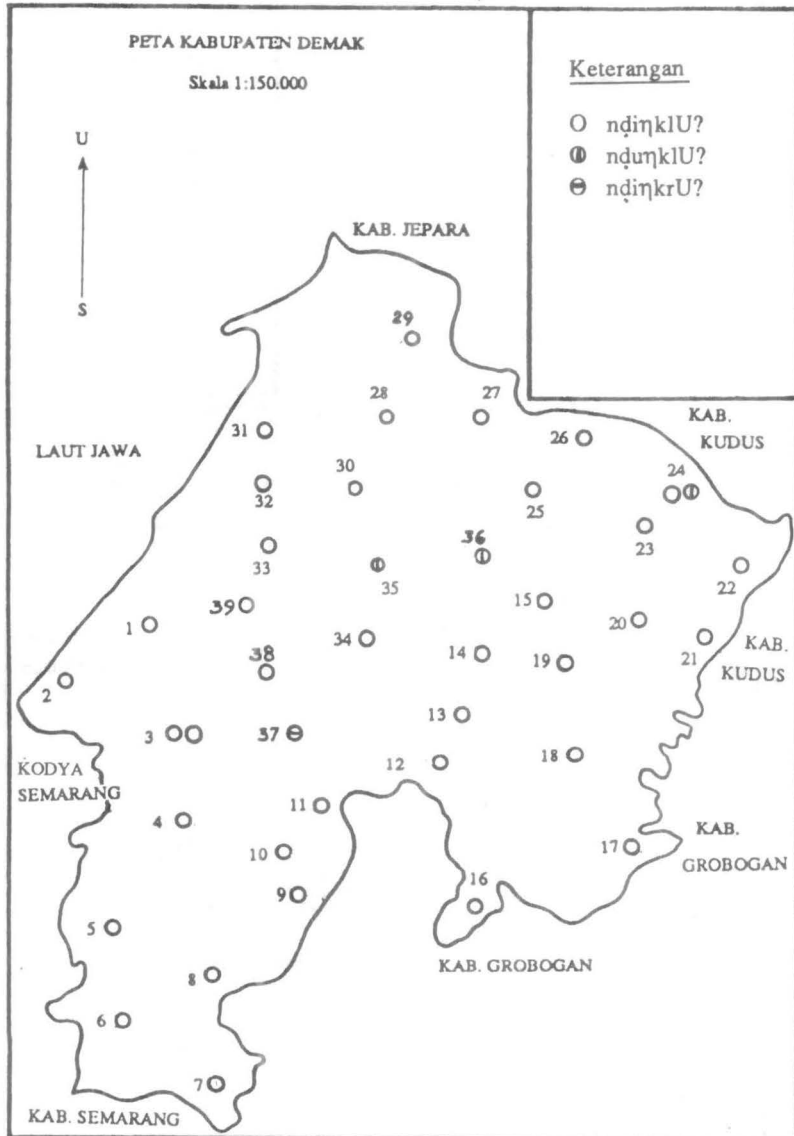 PETA KABUPATEN DEMAK
Skala 1:150.000
U
S
Keterangan
nḍiηklU?
nḍuηklU?
nḍiηkrU?
KAB. JEPARA
29
28
27
KAB.
KUDUS
26
31
LAUT JAWA
30
24
32
25
36
23
33
35
22
39
15
1
20
34
14
21
KAB.
KUDUS
38
19
2
13
3
37
18
12
KODYA
SEMARANG
11
4
KAB.
GROBOGAN
17
10
16
9
5
KAB. GROBOGAN
8
6
7
KAB. SEMARANG